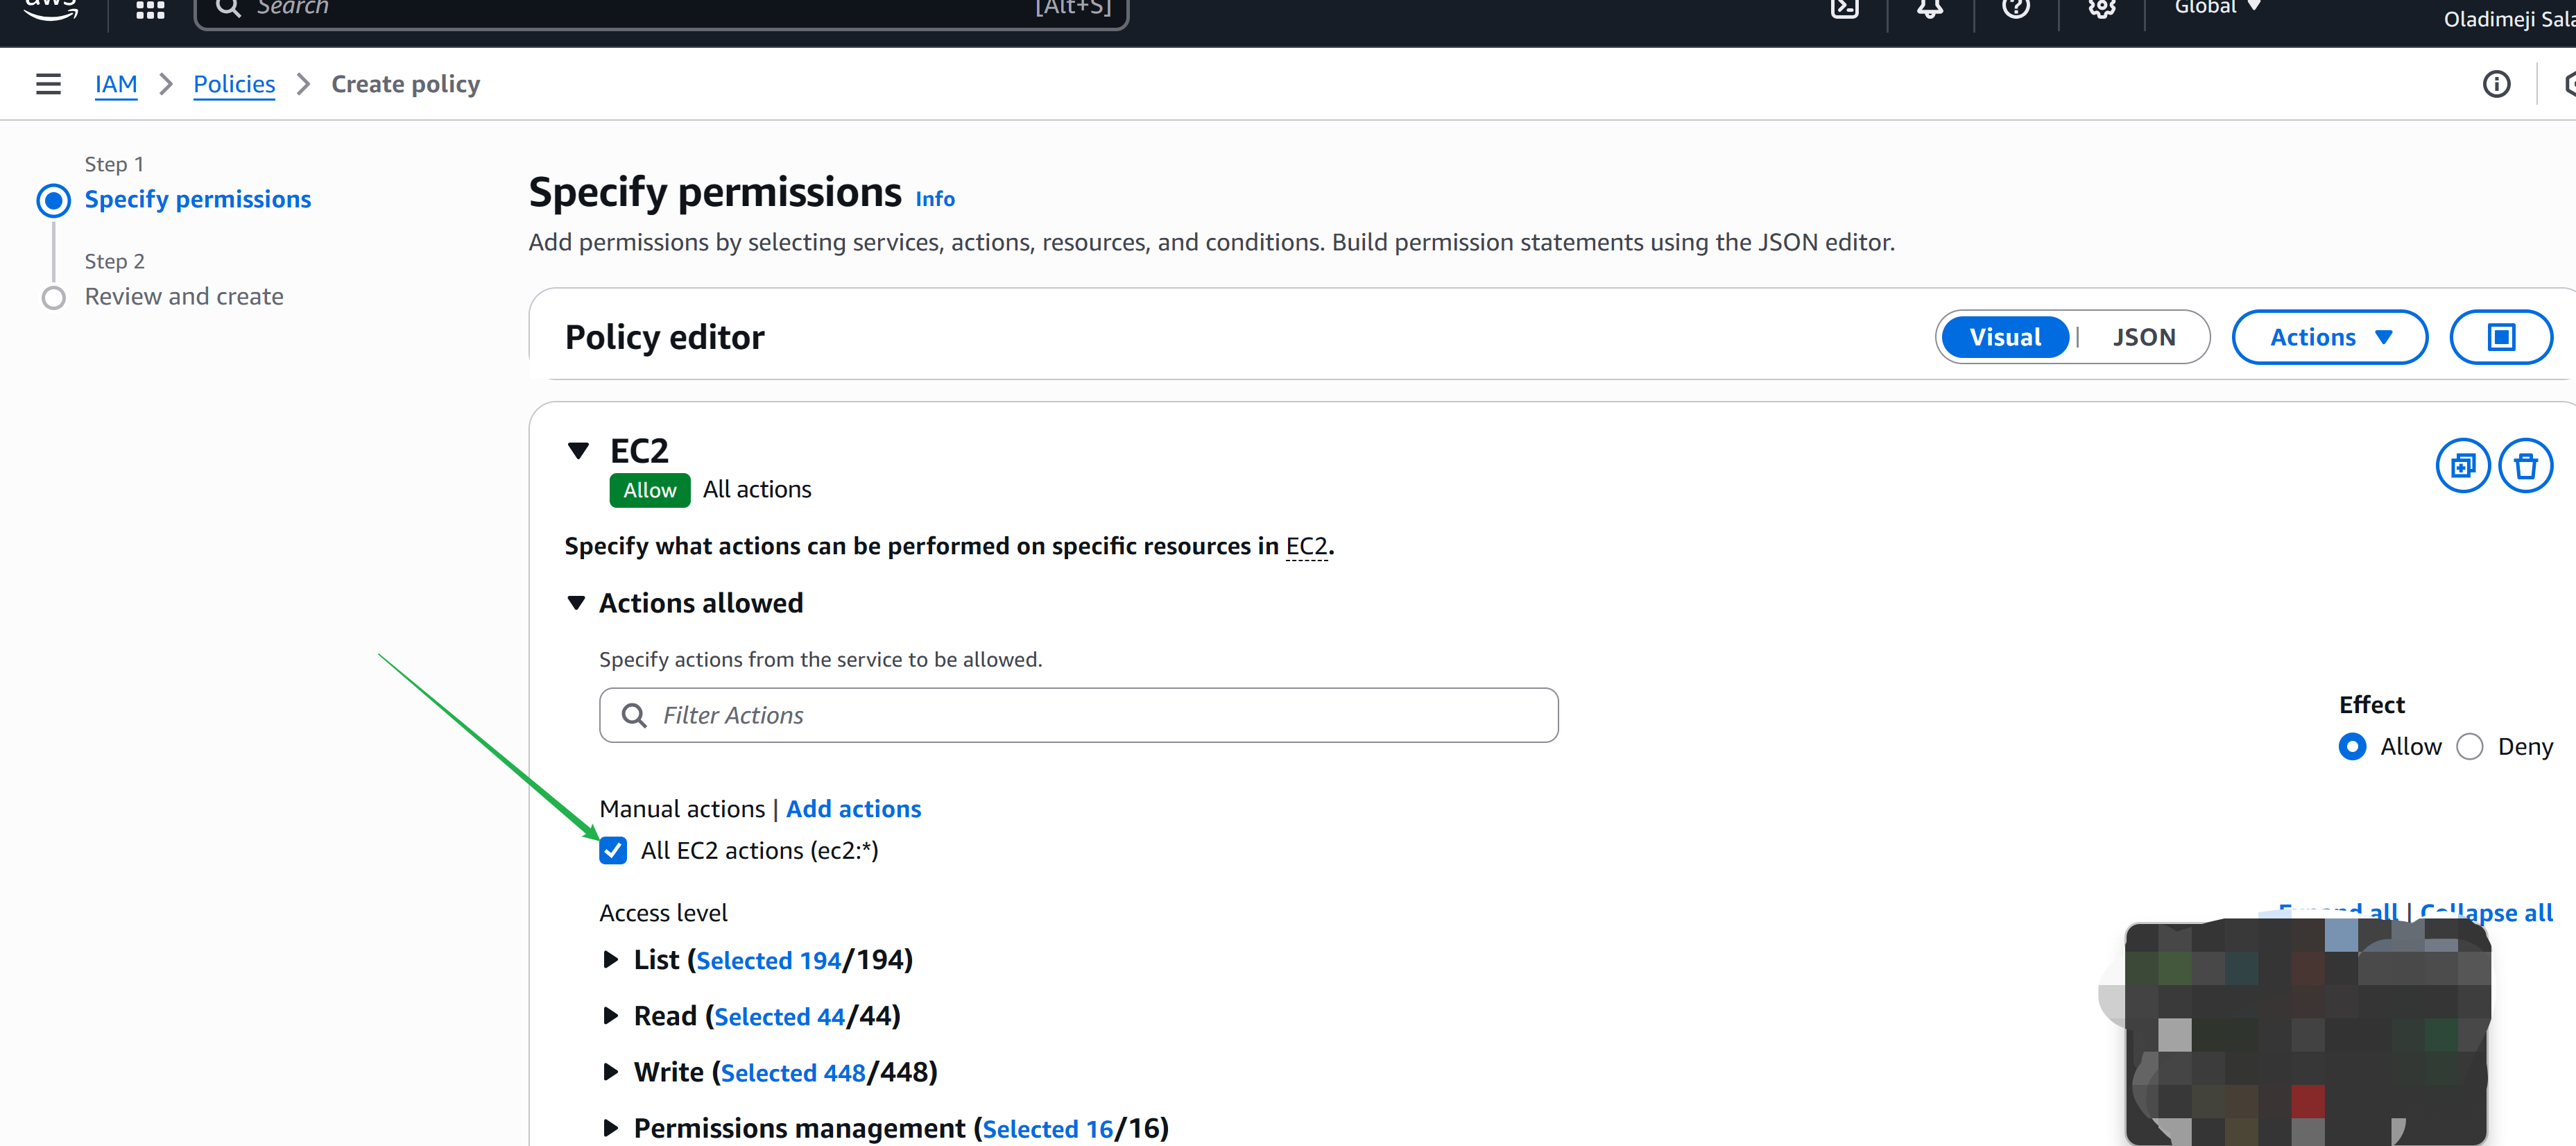 aws
Search
[Alt+S]
Global
Oladimeji Sala
IAM
Policies
Create policy
Step 1
Specify permissions
Step 2
Review and create
Specify permissions Info
Add permissions by selecting services, actions, resources, and conditions. Build permission statements using the JSON editor.
Policy editor
Visual | JSON
Actions
EC2
Allow All actions
Specify what actions can be performed on specific resources in EC2.
Actions allowed
Specify actions from the service to be allowed.
Filter Actions
Effect
Allow
Deny
Manual actions | Add actions
All EC2 actions (ec2:*)
Access level
Expand all | Collapse all
List (Selected 194/194)
Read (Selected 44/44)
Write (Selected 448/448)
Permissions management (Selected 16/16)